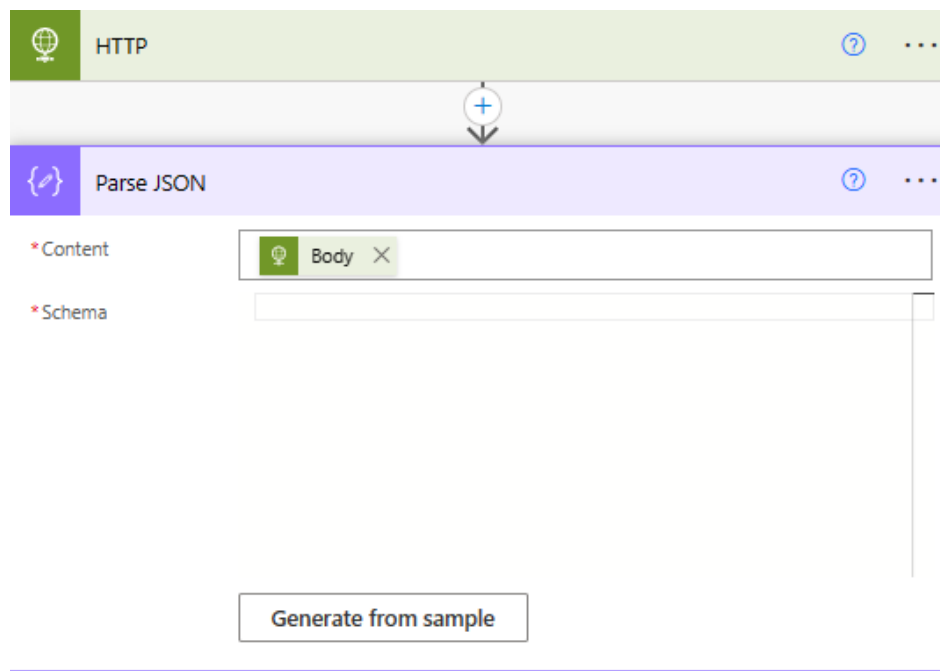 HTTP
Parse JSON
*Content
Body
*Schema
Generate from sample